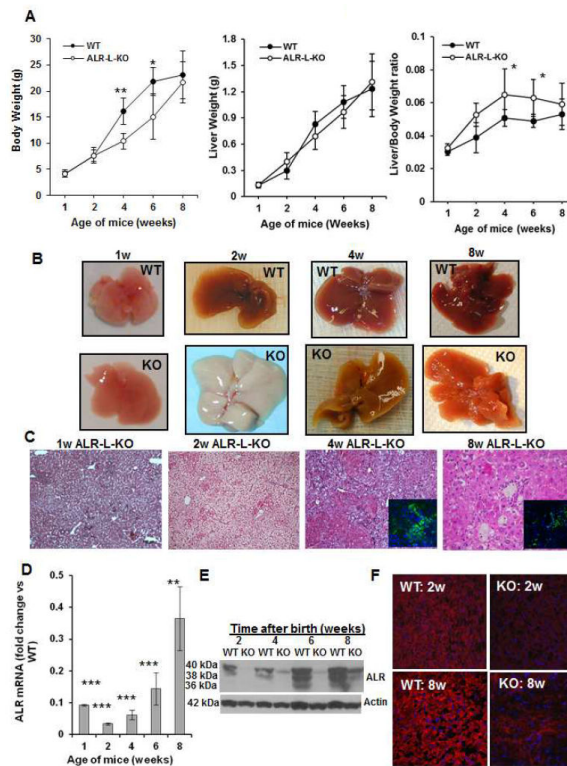 A
Body Weight (g)
30
25
20
15
10
5
0
WT
ALR-L-KO
**
*
1 2 4 6 8
Age of mice (weeks)
Liver Weight (g)
1.8
1.5
1.2
0.9
0.6
0.3
0
WT
ALR-L-KO
1 2 4 6 8
Age of mice (Weeks)
Liver/Body Weight ratio
0.1
0.08
0.06
0.04
0.02
0
WT
ALR-L-KO
* *
1 2 4 6 8
Age of mice (weeks)
B
1w 2w 4w 8w
WT WT WT WT
KO KO KO KO
C
1w ALR-L-KO 2w ALR-L-KO 4w ALR-L-KO 8w ALR-L-KO
D
ALR mRNA (fold change vs
WT)
0.5
0.4
0.3
0.2
0.1
0
*** *** *** *** **
1 2 4 6 8
Age of mice (weeks)
E
Time after birth (weeks)
2 4 6 8
WT KO WT KO WT KO WT KO
40 kDa
38 kDa
36 kDa
ALR
42 kDa
Actin
F
WT: 2w KO: 2w
WT: 8w KO: 8w